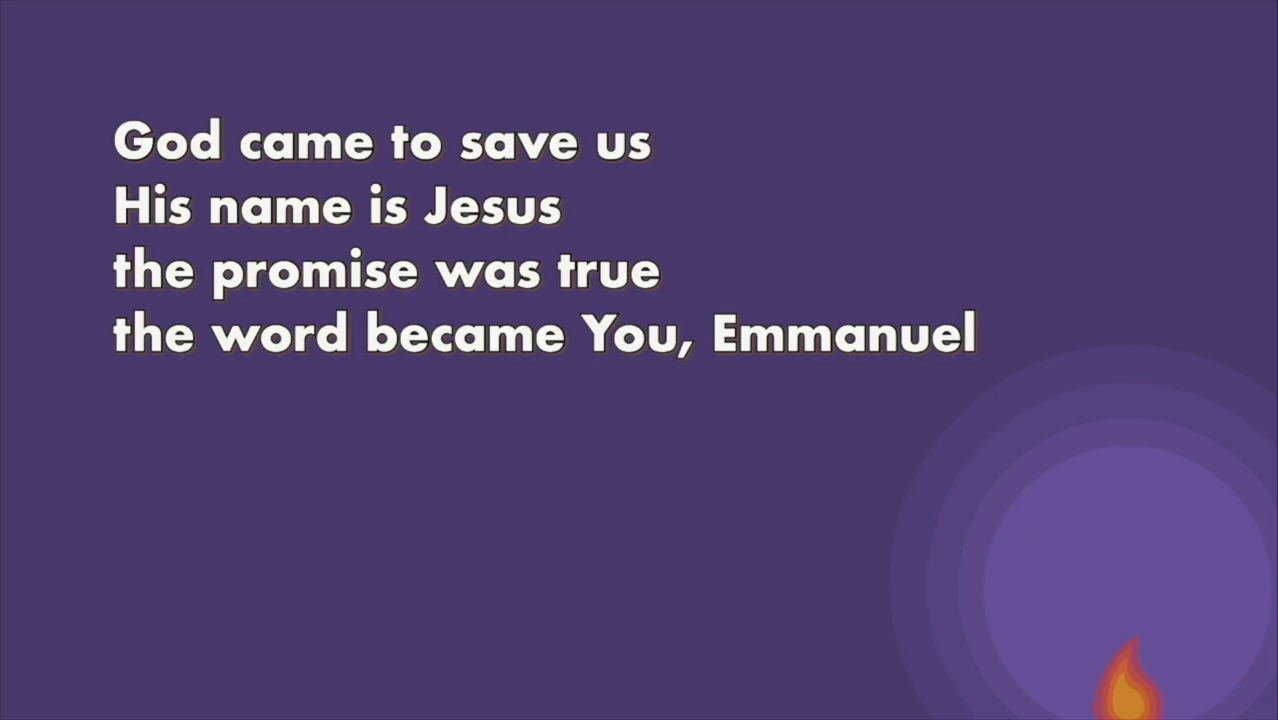 God came to save us
His name is Jesus
the promise was true
the word became You, Emmanuel